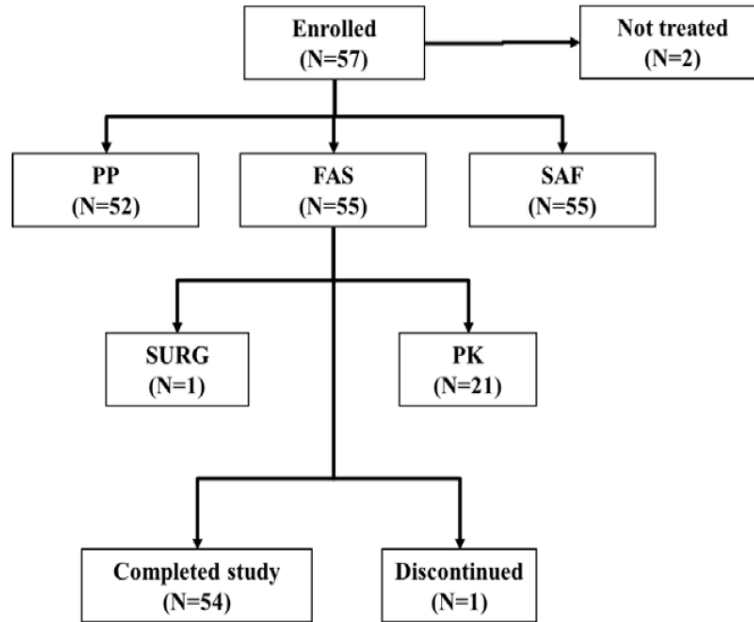 Enrolled
(N=57)
Not treated
(N=2)
PP
(N=52)
FAS
(N=55)
SAF
(N=55)
SURG
(N=1)
PK
(N=21)
Completed study
(N=54)
Discontinued
(N=1)